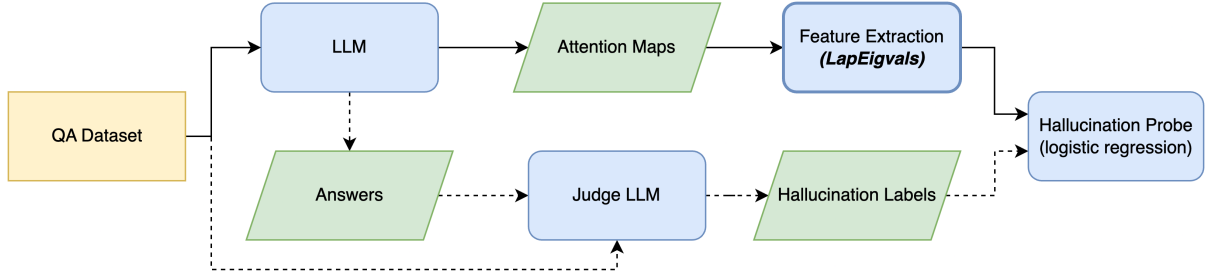 LLM
Attention Maps
Feature Extraction
(LapEigvals)
QA Dataset
Hallucination Probe
(logistic regression)
Answers
Judge LLM
Hallucination Labels